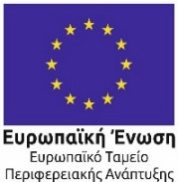 Ευρωπαϊκή Ένωση
Ευρωπαϊκό Ταμείο
Περιφερειακής Ανάπτυξης